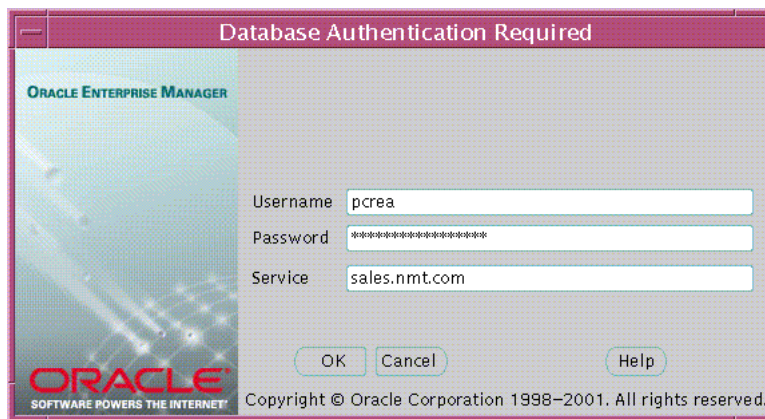 Database Authentication Required
ORACLE ENTERPRISE MANAGER
Username pcrea
Password *****************
Service sales.nmt.com
OK Cancel Help
ORACLE
SOFTWARE POWERS THE INTERNET™
Copyright © Oracle Corporation 1998–2001. All rights reserved.